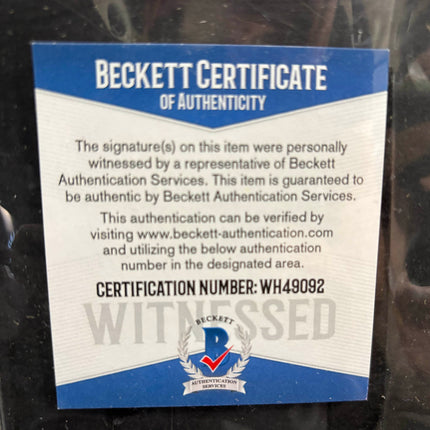 BECKETT CERTIFICATE
OF AUTHENTICITY
The signature(s) on this item were personally
witnessed by a representative of Beckett
Authentication Services. This item is guaranteed to
be authentic by Beckett Authentication Services.
This authentication can be verified by
visiting www.beckett-authentication.com
and utilizing the below authentication
number in the designated area.
CERTIFICATION NUMBER: WH49092
WITNESSED
BECKETT
B
AUTHENTICATION
SERVICES